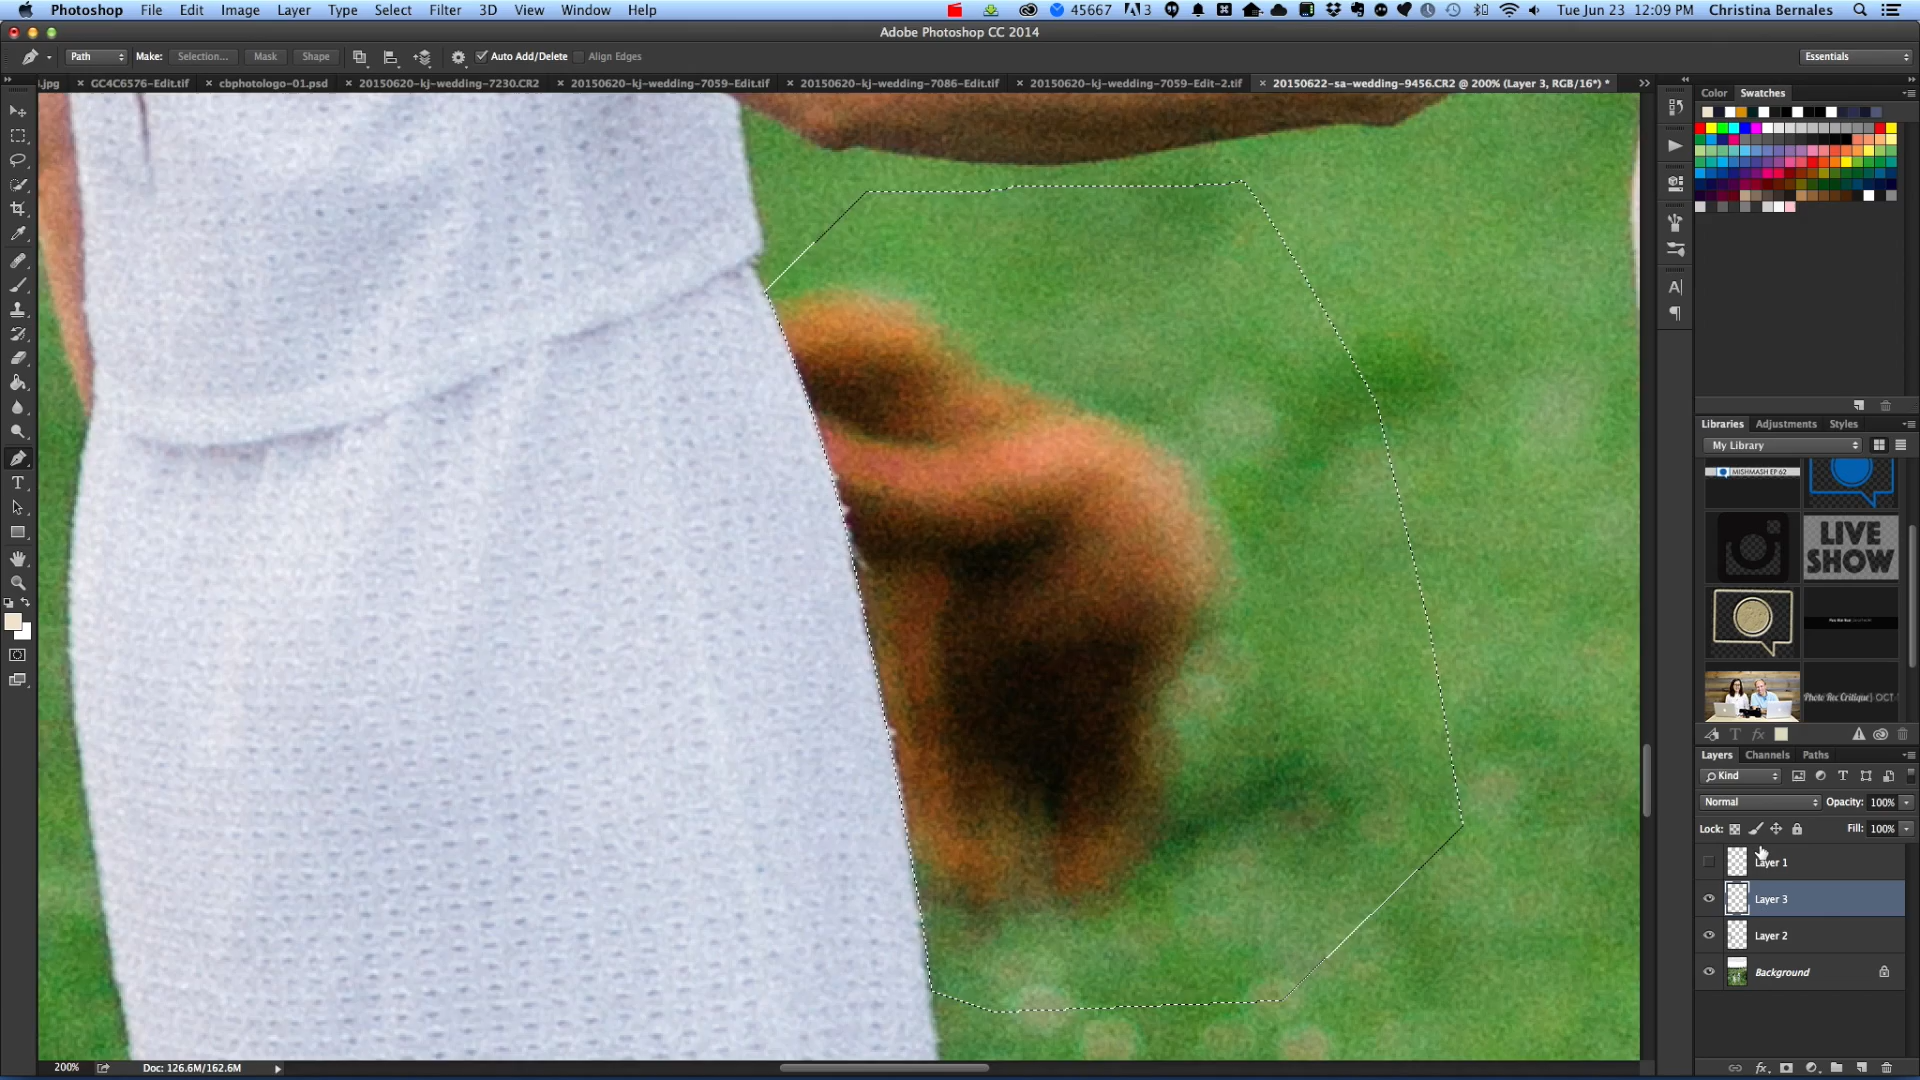 Photoshop File Edit Image Layer Type Select Filter 3D View Window Help 45667 3 Tue Jun 23 12:09 PM Christina Bernales
Adobe Photoshop CC 2014
Path Make: Selection... Mask Shape Auto Add/Delete Align Edges Essentials
.jpg GC4C6576-Edit.tif cbphotologo-01.psd 20150620-kj-wedding-7230.CR2 20150620-kj-wedding-7059-Edit.tif 20150620-kj-wedding-7086-Edit.tif 20150620-kj-wedding-7059-Edit-2.tif 20150622-sa-wedding-9456.CR2 @ 200% (Layer 3, RGB/16*) *
Color Swatches
Libraries Adjustments Styles
My Library
MISHMASH EP 62
LIVE
SHOW
Photo Rec Critique| OCT
Layers Channels Paths
Kind
Normal Opacity: 100%
Lock: Fill: 100%
Layer 1
Layer 3
Layer 2
Background
200% Doc: 126.6M/162.6M